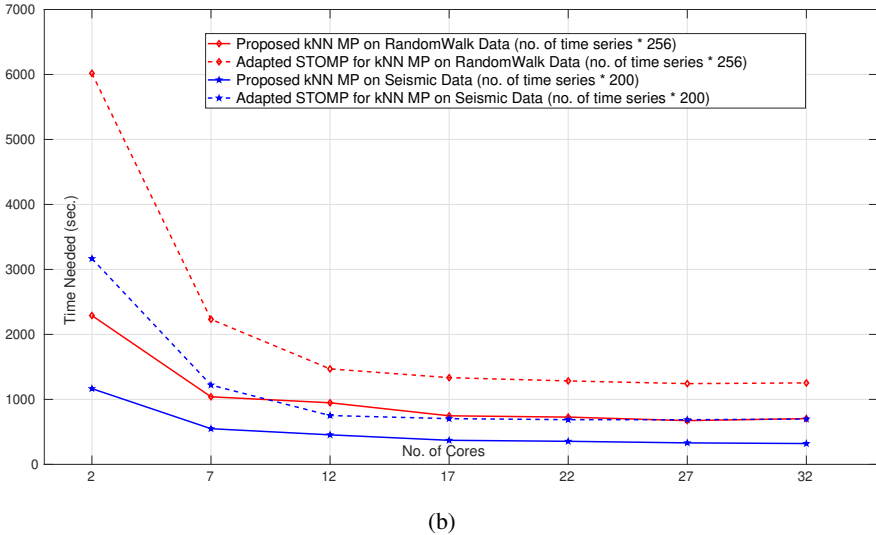 7000
6000
5000
4000
3000
2000
1000
0
Time Needed (sec.)
Proposed kNN MP on RandomWalk Data (no. of time series * 256)
Adapted STOMP for kNN MP on RandomWalk Data (no. of time series * 256)
Proposed kNN MP on Seismic Data (no. of time series * 200)
Adapted STOMP for kNN MP on Seismic Data (no. of time series * 200)
No. of Cores
2 7 12 17 22 27 32
(b)